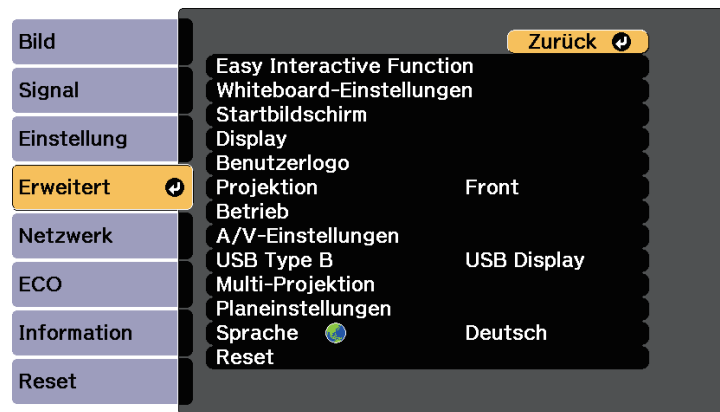 Bild
Signal
Einstellung
Erweitert
Netzwerk
ECO
Information
Reset
Zurück
Easy Interactive Function
Whiteboard-Einstellungen
Startbildschirm
Display
Benutzerlogo
Projektion Front
Betrieb
A/V-Einstellungen
USB Type B USB Display
Multi-Projektion
Planeinstellungen
Sprache Deutsch
Reset